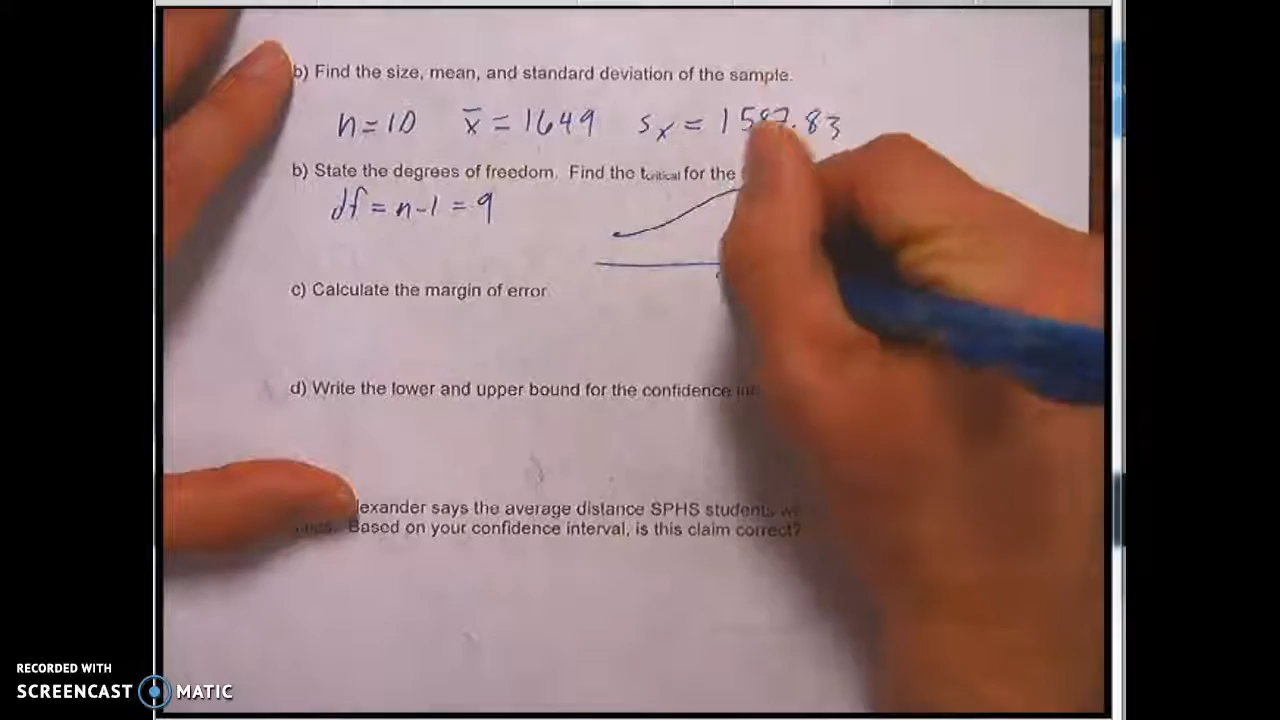 b) Find the size, mean, and standard deviation of the sample.
n=10 x̄ = 1649 sx = 1587.83
b) State the degrees of freedom. Find the tcritical for the
df = n-1 = 9
c) Calculate the margin of error.
d) Write the lower and upper bound for the confidence
says the average distance SPHS students
Based on your confidence interval, is this claim correct?
RECORDED WITH
SCREENCAST MATIC